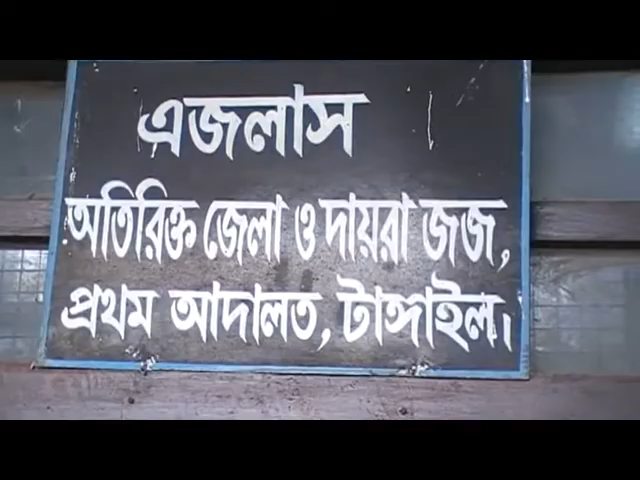 এজলাস
অতিরিক্ত জেলা ও দায়রা জজ,
প্রথম আদালত, টাঙ্গাইল।